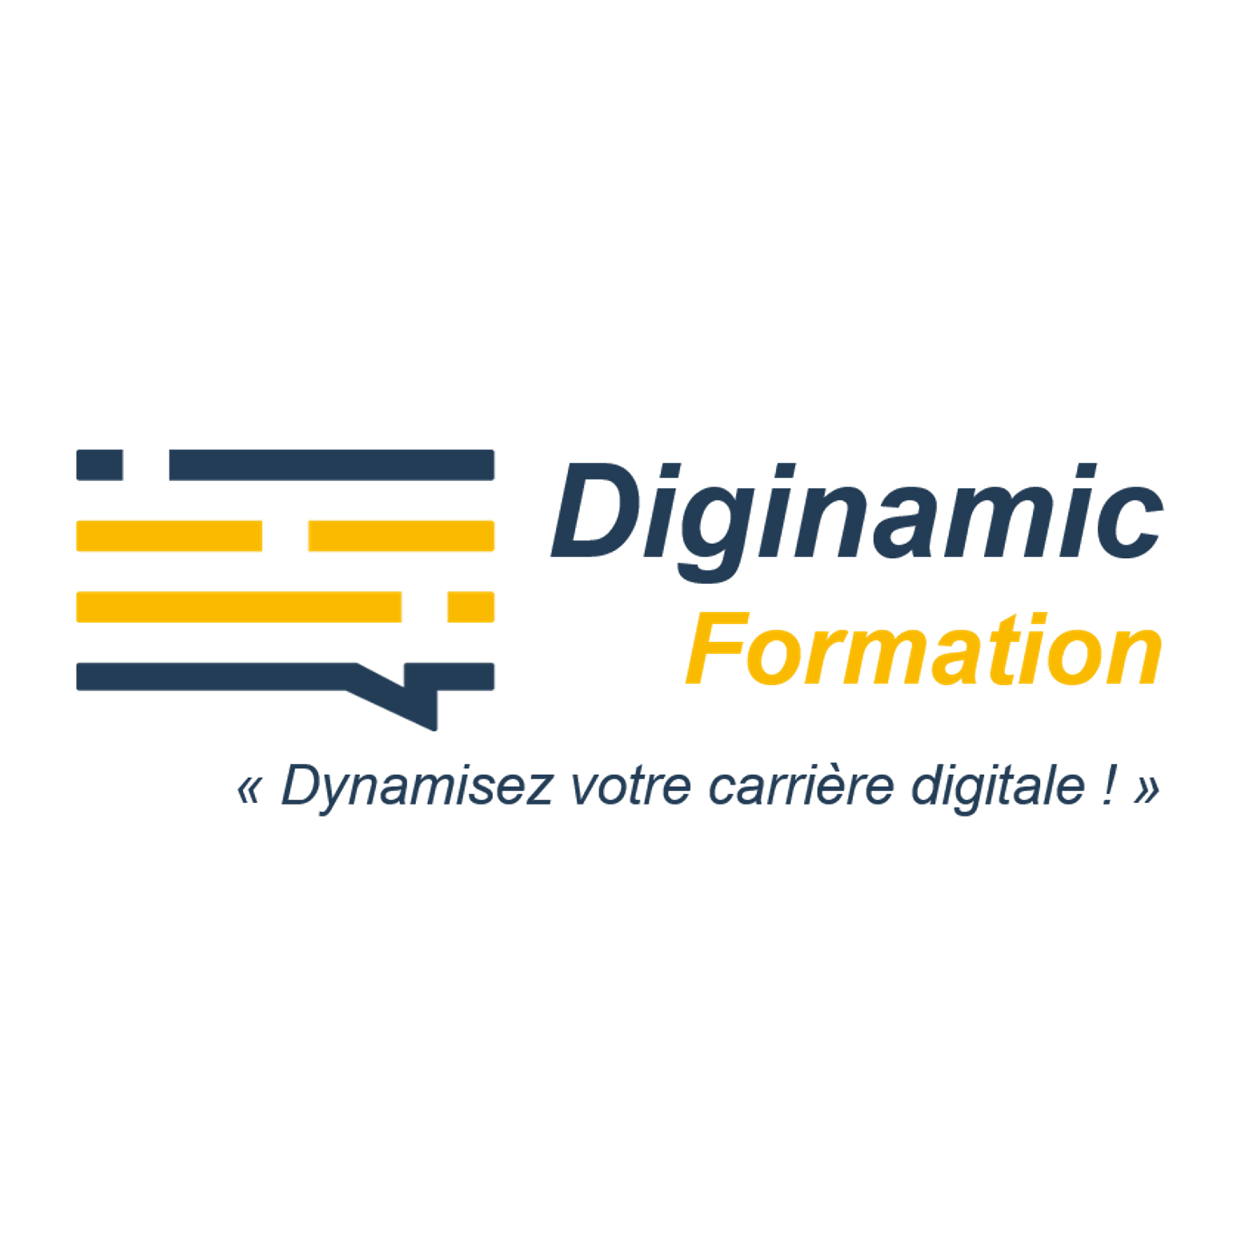 Diginamic
Formation
« Dynamisez votre carrière digitale ! »